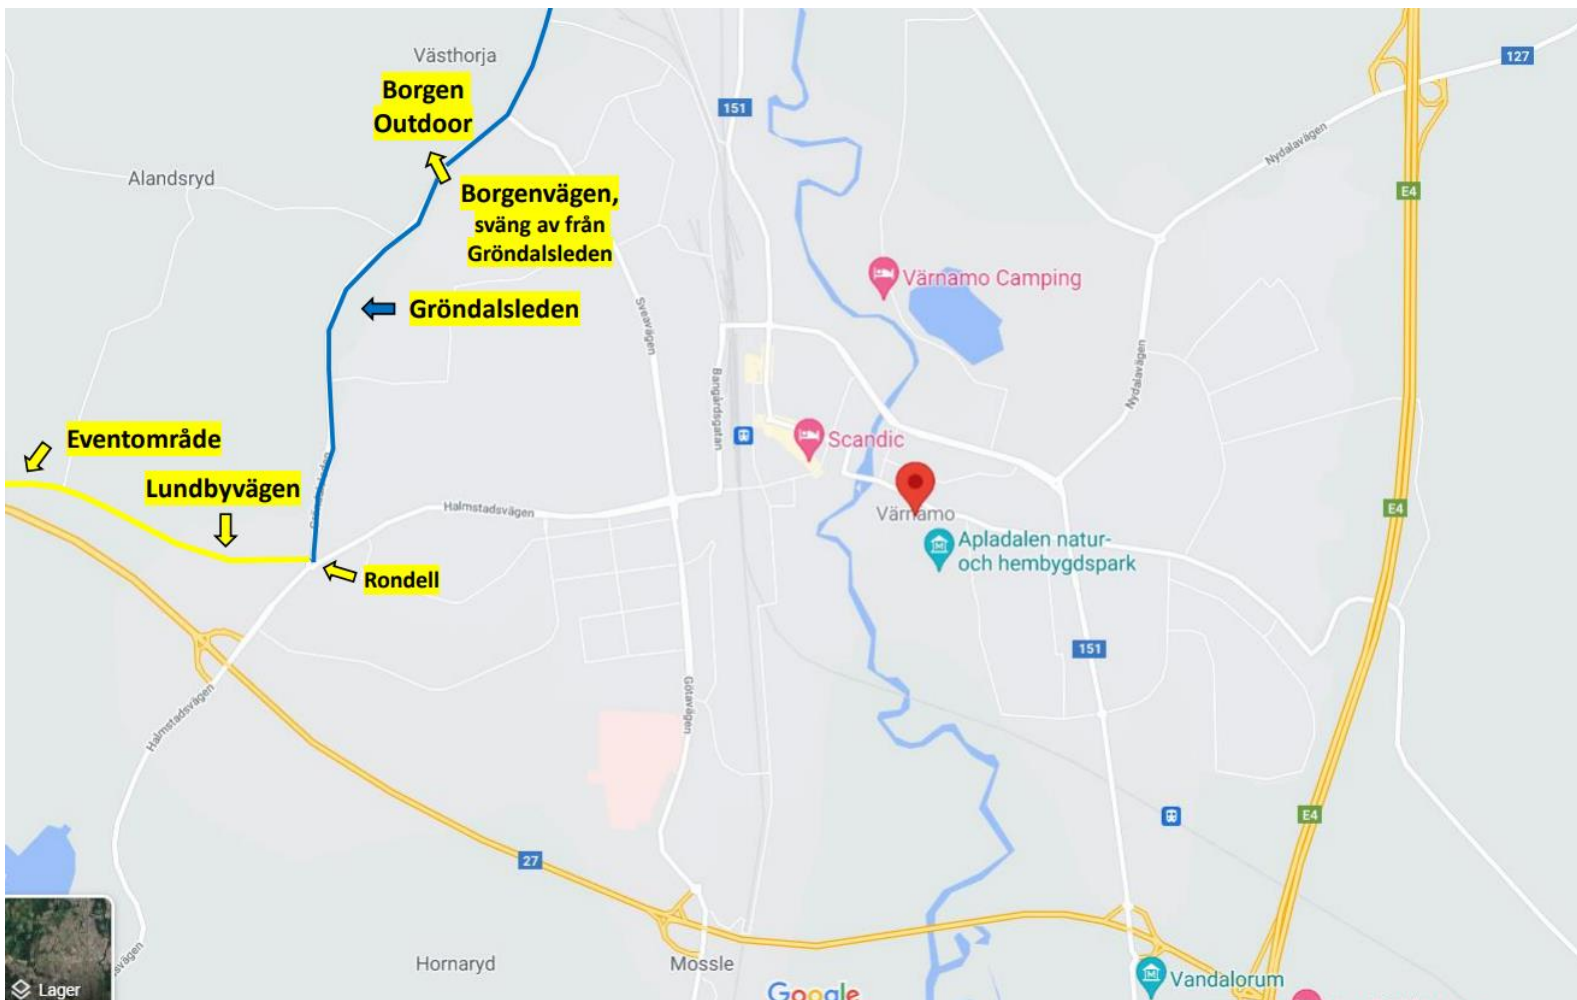 Västhorja
127
Borgen
Outdoor
151
Nydalavägen
Alandsryd
E4
Borgenvägen,
sväng av från
Gröndalsleden
Värnamo Camping
Gröndalsleden
Sveavägen
Nydalavägen
Bangårdsgatan
Eventområde
Scandic
Lundbyvägen
Halmstadsvägen
Värnamo
E4
Apladalen natur-
och hembygdspark
Rondell
151
Götavägen
Halmstadsvägen
E4
27
Hornaryd
Mossle
Vandalorum
Lager
Google